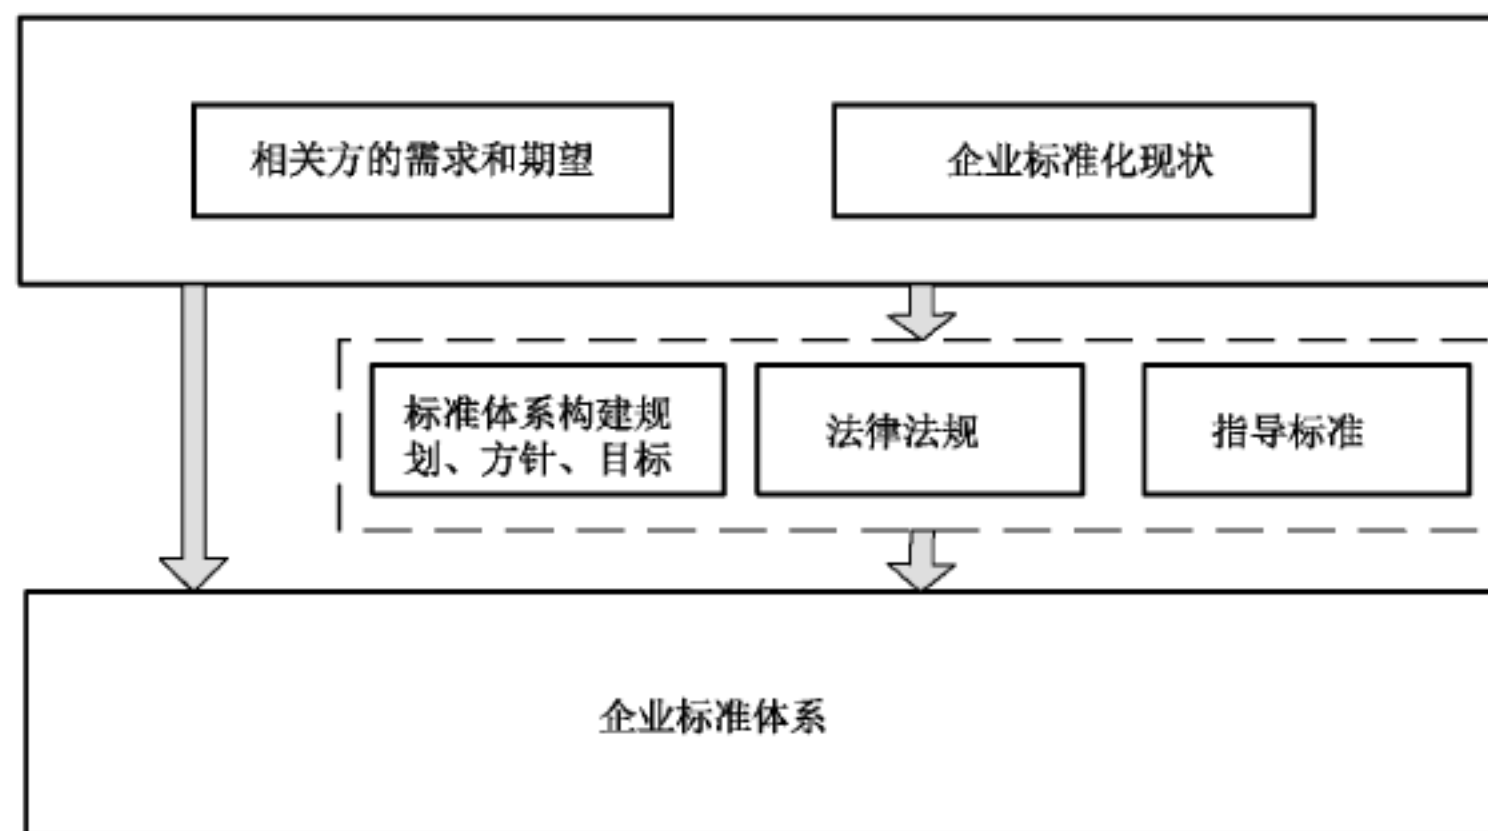 相关方的需求和期望
企业标准化现状
标准体系构建规
划、方针、目标
法律法规
指导标准
企业标准体系